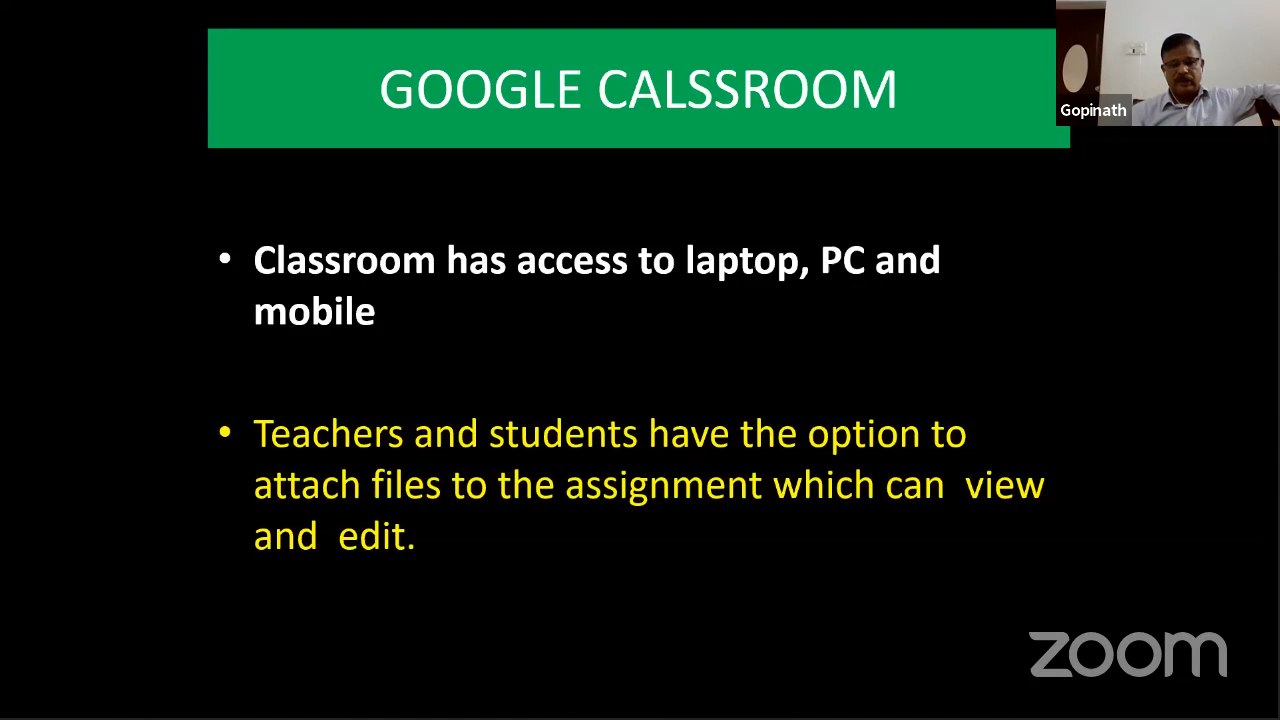 GOOGLE CALSSROOM
Gopinath
• Classroom has access to laptop, PC and
mobile
• Teachers and students have the option to
attach files to the assignment which can  view
and  edit.
zoom